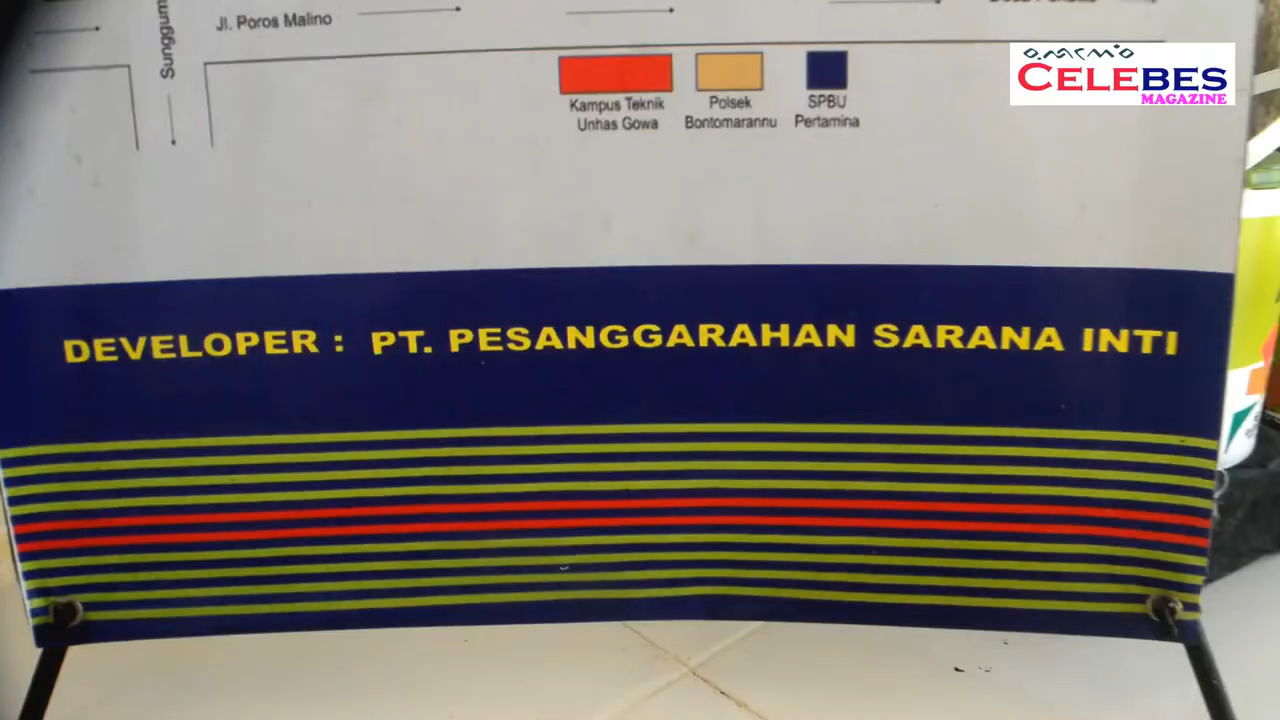 Jl. Poros Malino
Sunggum
CELEBES
MAGAZINE
Kampus Teknik
Unhas Gowa
Polsek
Bontomarannu
SPBU
Pertamina
DEVELOPER : PT. PESANGGARAHAN SARANA INTI